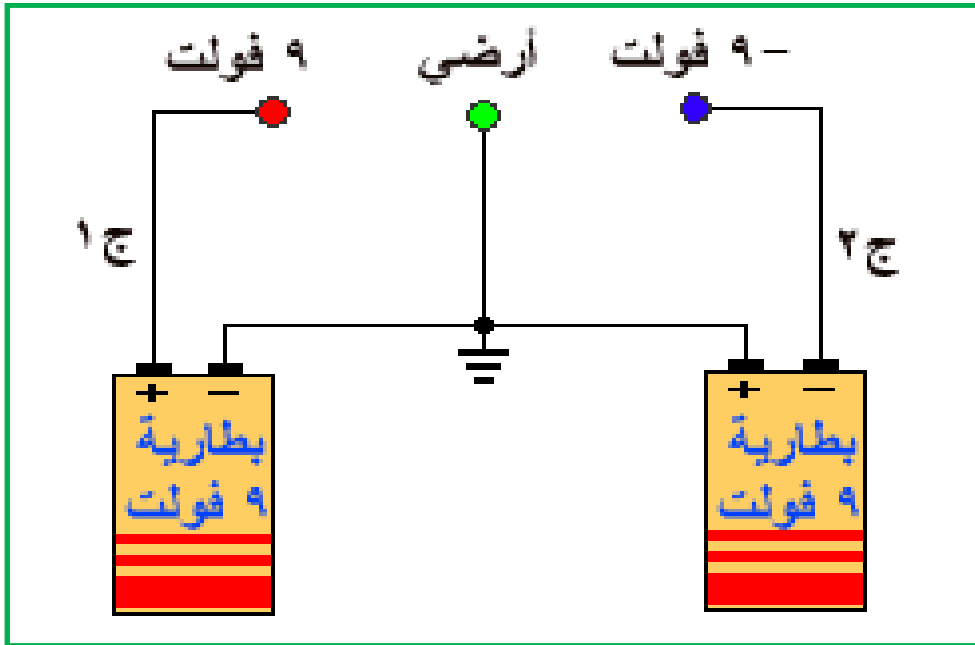 - ٩ فولت
أرضي
٩ فولت
ج٢
ج١
+ −
بطارية
٩ فولت
+ −
بطارية
٩ فولت